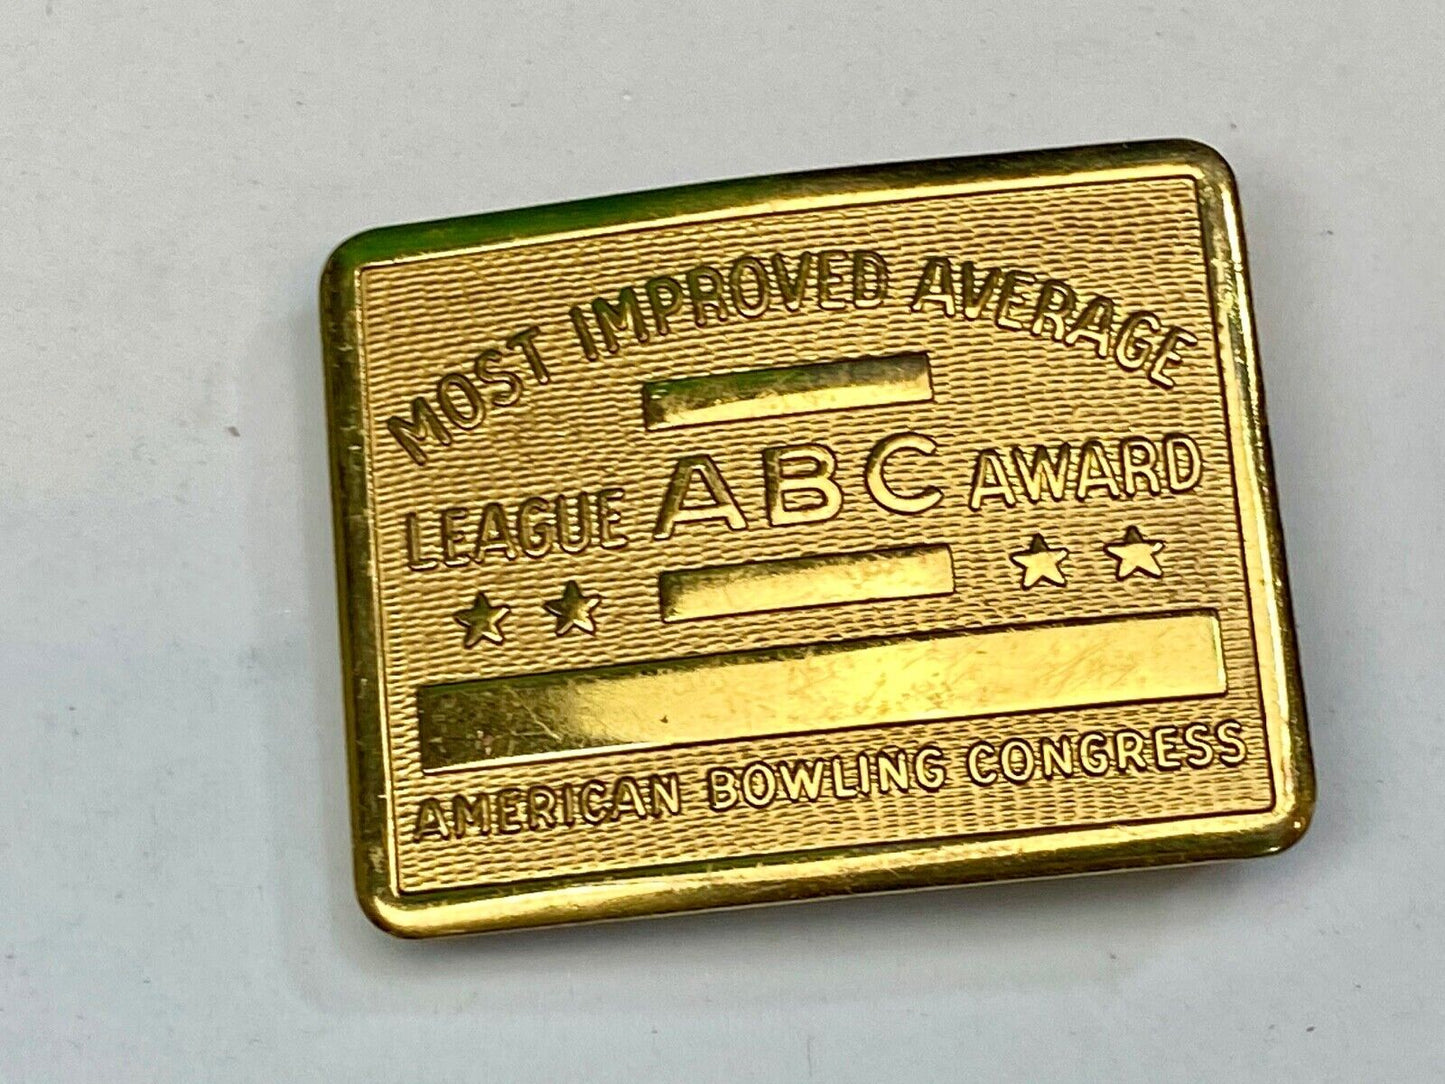 MOST IMPROVED AVERAGE
LEAGUE ABC AWARD
AMERICAN BOWLING CONGRESS